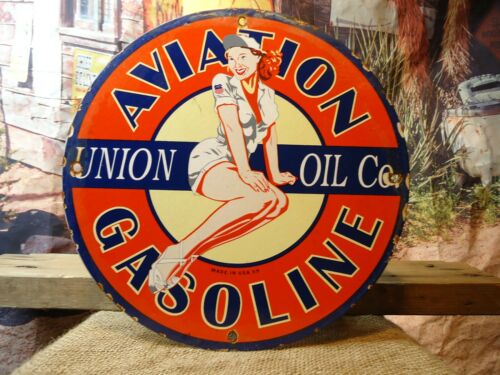 AVIATION
UNION OIL Co
GASOLINE
MADE IN USA